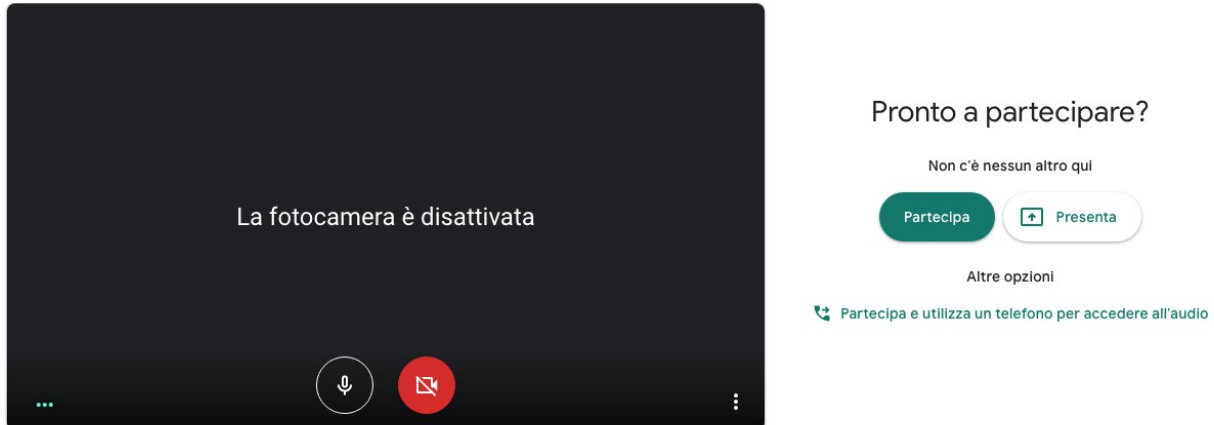 La fotocamera è disattivata
Pronto a partecipare?
Non c'è nessun altro qui
Partecipa
Presenta
Altre opzioni
Partecipa e utilizza un telefono per accedere all'audio